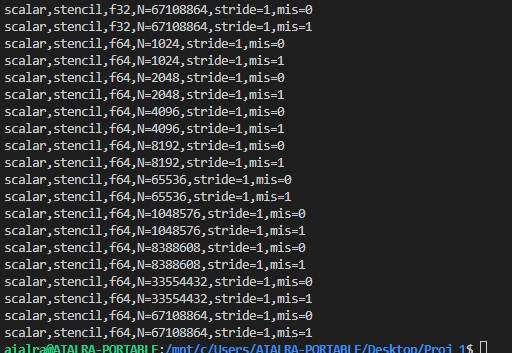 scalar,stencil,f32,N=67108864,stride=1,mis=0
scalar,stencil,f32,N=67108864,stride=1,mis=1
scalar,stencil,f64,N=1024,stride=1,mis=0
scalar,stencil,f64,N=1024,stride=1,mis=1
scalar,stencil,f64,N=2048,stride=1,mis=0
scalar,stencil,f64,N=2048,stride=1,mis=1
scalar,stencil,f64,N=4096,stride=1,mis=0
scalar,stencil,f64,N=4096,stride=1,mis=1
scalar,stencil,f64,N=8192,stride=1,mis=0
scalar,stencil,f64,N=8192,stride=1,mis=1
scalar,stencil,f64,N=65536,stride=1,mis=0
scalar,stencil,f64,N=65536,stride=1,mis=1
scalar,stencil,f64,N=1048576,stride=1,mis=0
scalar,stencil,f64,N=1048576,stride=1,mis=1
scalar,stencil,f64,N=8388608,stride=1,mis=0
scalar,stencil,f64,N=8388608,stride=1,mis=1
scalar,stencil,f64,N=33554432,stride=1,mis=0
scalar,stencil,f64,N=33554432,stride=1,mis=1
scalar,stencil,f64,N=67108864,stride=1,mis=0
scalar,stencil,f64,N=67108864,stride=1,mis=1
aialra@AIALRA-PORTABLE:/mnt/c/Users/AIALRA-PORTABLE/Desktop/Proj_1$